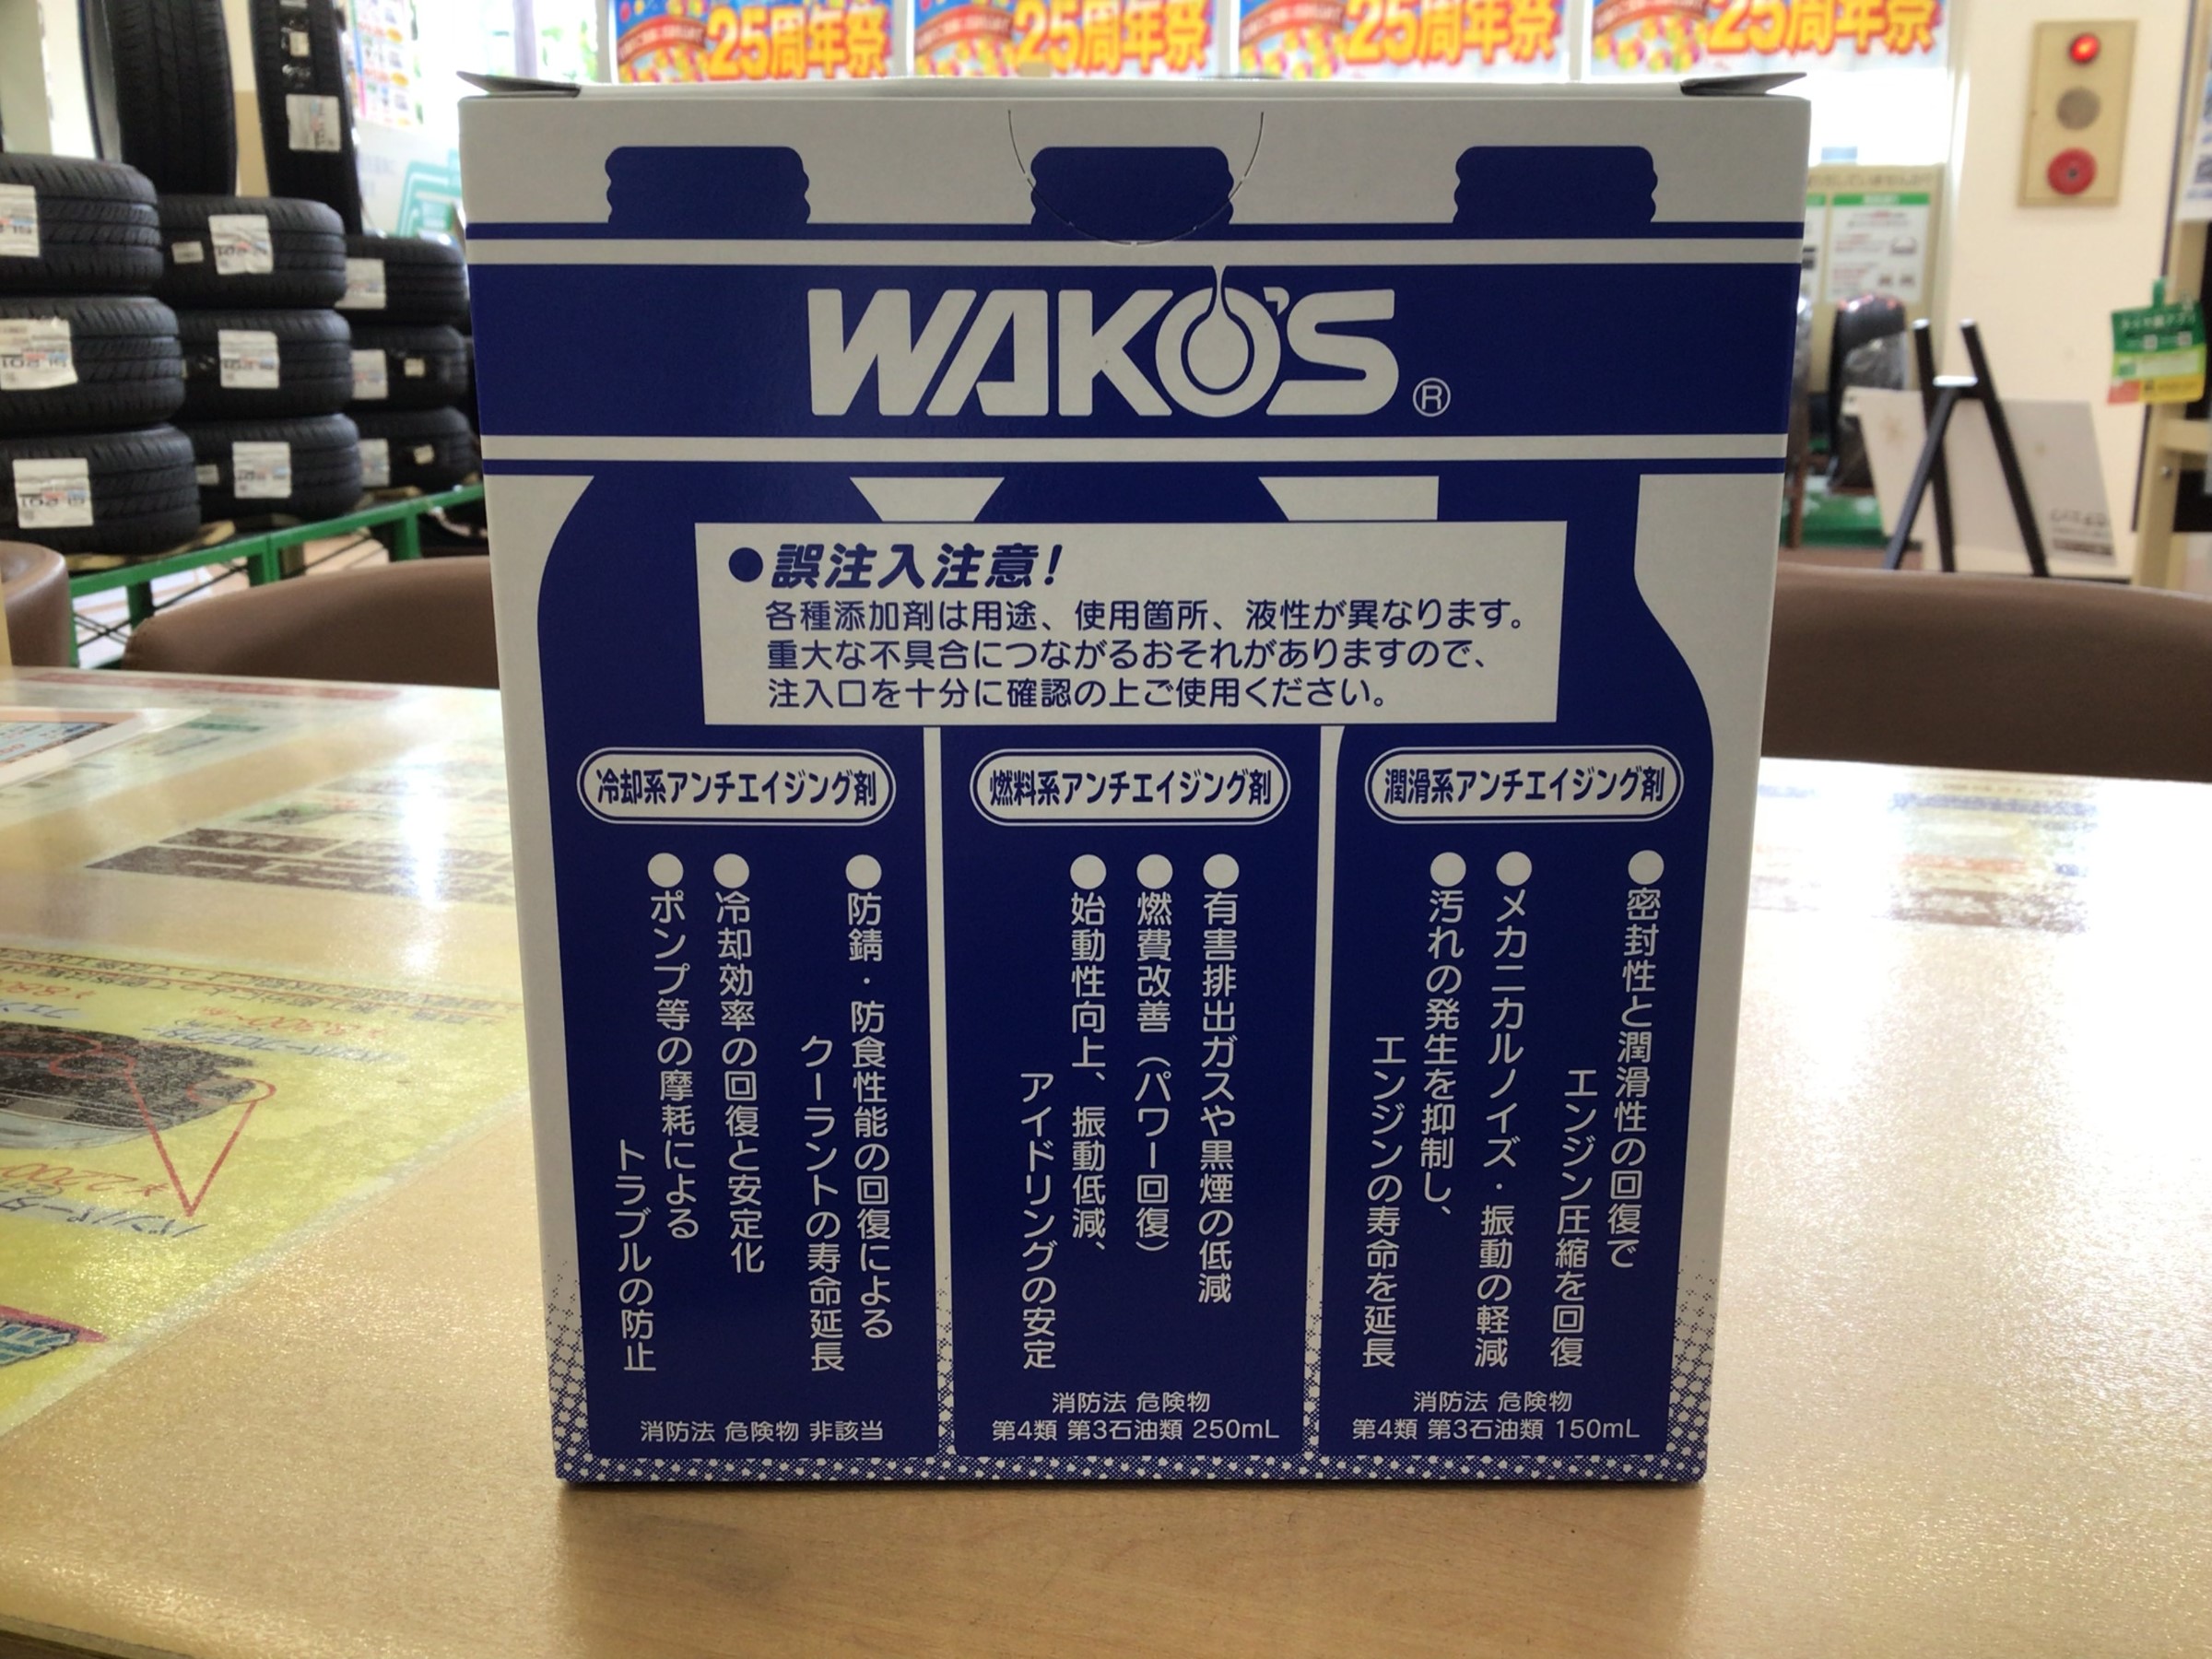 25周年祭
25周年祭
25周年祭
25周年祭
WAKO'S®
●誤注入注意!
各種添加剤は用途、使用箇所、液性が異なります。
重大な不具合につながるおそれがありますので、
注入口を十分に確認の上ご使用ください。
冷却系アンチエイジング剤
●防錆・防食性能の回復による
クーラントの寿命延長
●冷却効率の回復と安定化
●ポンプ等の摩耗による
トラブルの防止
消防法 危険物 非該当
燃料系アンチエイジング剤
●有害排出ガスや黒煙の低減
●燃費改善（パワー回復）
●始動性向上、振動低減、
アイドリングの安定
消防法 危険物
第4類 第3石油類 250mL
潤滑系アンチエイジング剤
●密封性と潤滑性の回復で
エンジン圧縮を回復
●メカニカルノイズ・振動の軽減
●汚れの発生を抑制し、
エンジンの寿命を延長
消防法 危険物
第4類 第3石油類 150mL